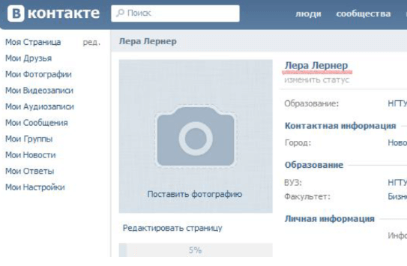 В контакте
Поиск
люди
сообщества
Моя Страница
ред.
Мои Друзья
Мои Фотографии
Мои Видеозаписи
Мои Аудиозаписи
Мои Сообщения
Мои Группы
Мои Новости
Мои Ответы
Мои Настройки
Лера Лернер
Поставить фотографию
Редактировать страницу
5%
Лера Лернер
изменить статус
Образование: НГТУ
Контактная информация
Город: Ново
Образование
ВУЗ: НГТУ
Факультет: Бизн
Личная информация
Инфо